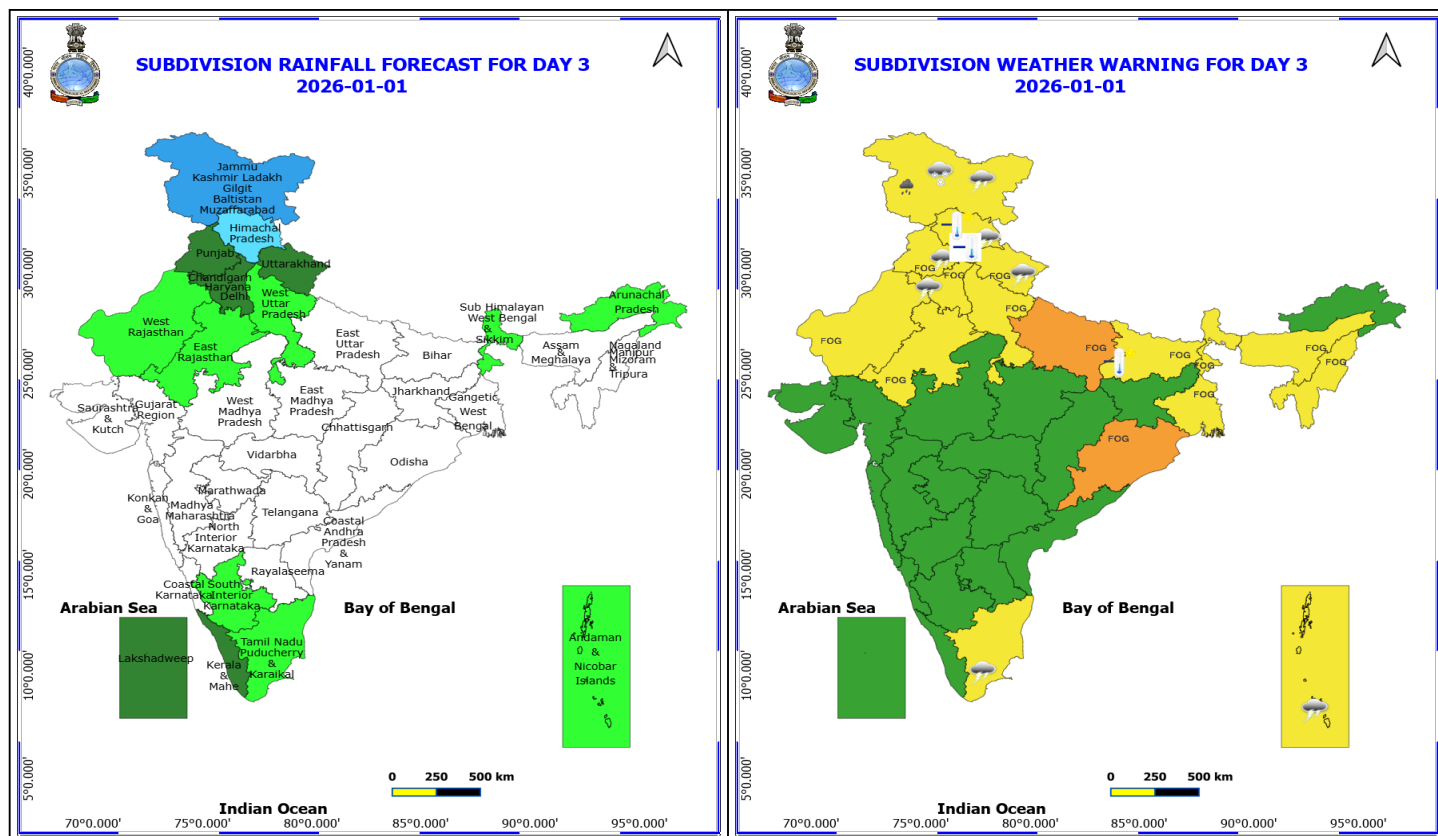 SUBDIVISION RAINFALL FORECAST FOR DAY 3
2026-01-01
40°0.000'
35°0.000'
30°0.000'
25°0.000'
20°0.000'
15°0.000'
10°0.000'
5°0.000'
Jammu
Kashmir Ladakh
Gilgit
Baltistan
Muzaffarabad
Himachal
Pradesh
Punjab
Uttarakhand
Chandigarh
Haryana
Delhi
West
Uttar
Pradesh
West
Rajasthan
East
Rajasthan
East
Uttar
Pradesh
Bihar
Sub Himalayan
West Bengal
&
Sikkim
Arunachal
Pradesh
Assam
&
Meghalaya
Nagaland
Manipur
Mizoram
&
Tripura
Saurashtra
&
Kutch
Gujarat
Region
West
Madhya
Pradesh
East
Madhya
Pradesh
Jharkhand
Gangetic
West
Bengal
Chhattisgarh
Vidarbha
Odisha
Konkan
&
Goa
Madhya
Maharashtra
Marathwada
North
Interior
Karnataka
Telangana
Coastal
Andhra
Pradesh
&
Yanam
Rayalaseema
Coastal
Karnataka
South
Interior
Karnataka
Arabian Sea
Bay of Bengal
Lakshadweep
Kerala
&
Mahe
Tamil Nadu
Puducherry
&
Karaikal
Andaman
&
Nicobar
Islands
0 250 500 km
Indian Ocean
70°0.000' 75°0.000' 80°0.000' 85°0.000' 90°0.000' 95°0.000'
SUBDIVISION WEATHER WARNING FOR DAY 3
2026-01-01
40°0.000'
35°0.000'
30°0.000'
25°0.000'
20°0.000'
15°0.000'
10°0.000'
5°0.000'
FOG
FOG
FOG
FOG
FOG
FOG
FOG
FOG
FOG
FOG
FOG
FOG
FOG
FOG
Arabian Sea
Bay of Bengal
0 250 500 km
Indian Ocean
70°0.000' 75°0.000' 80°0.000' 85°0.000' 90°0.000' 95°0.000'